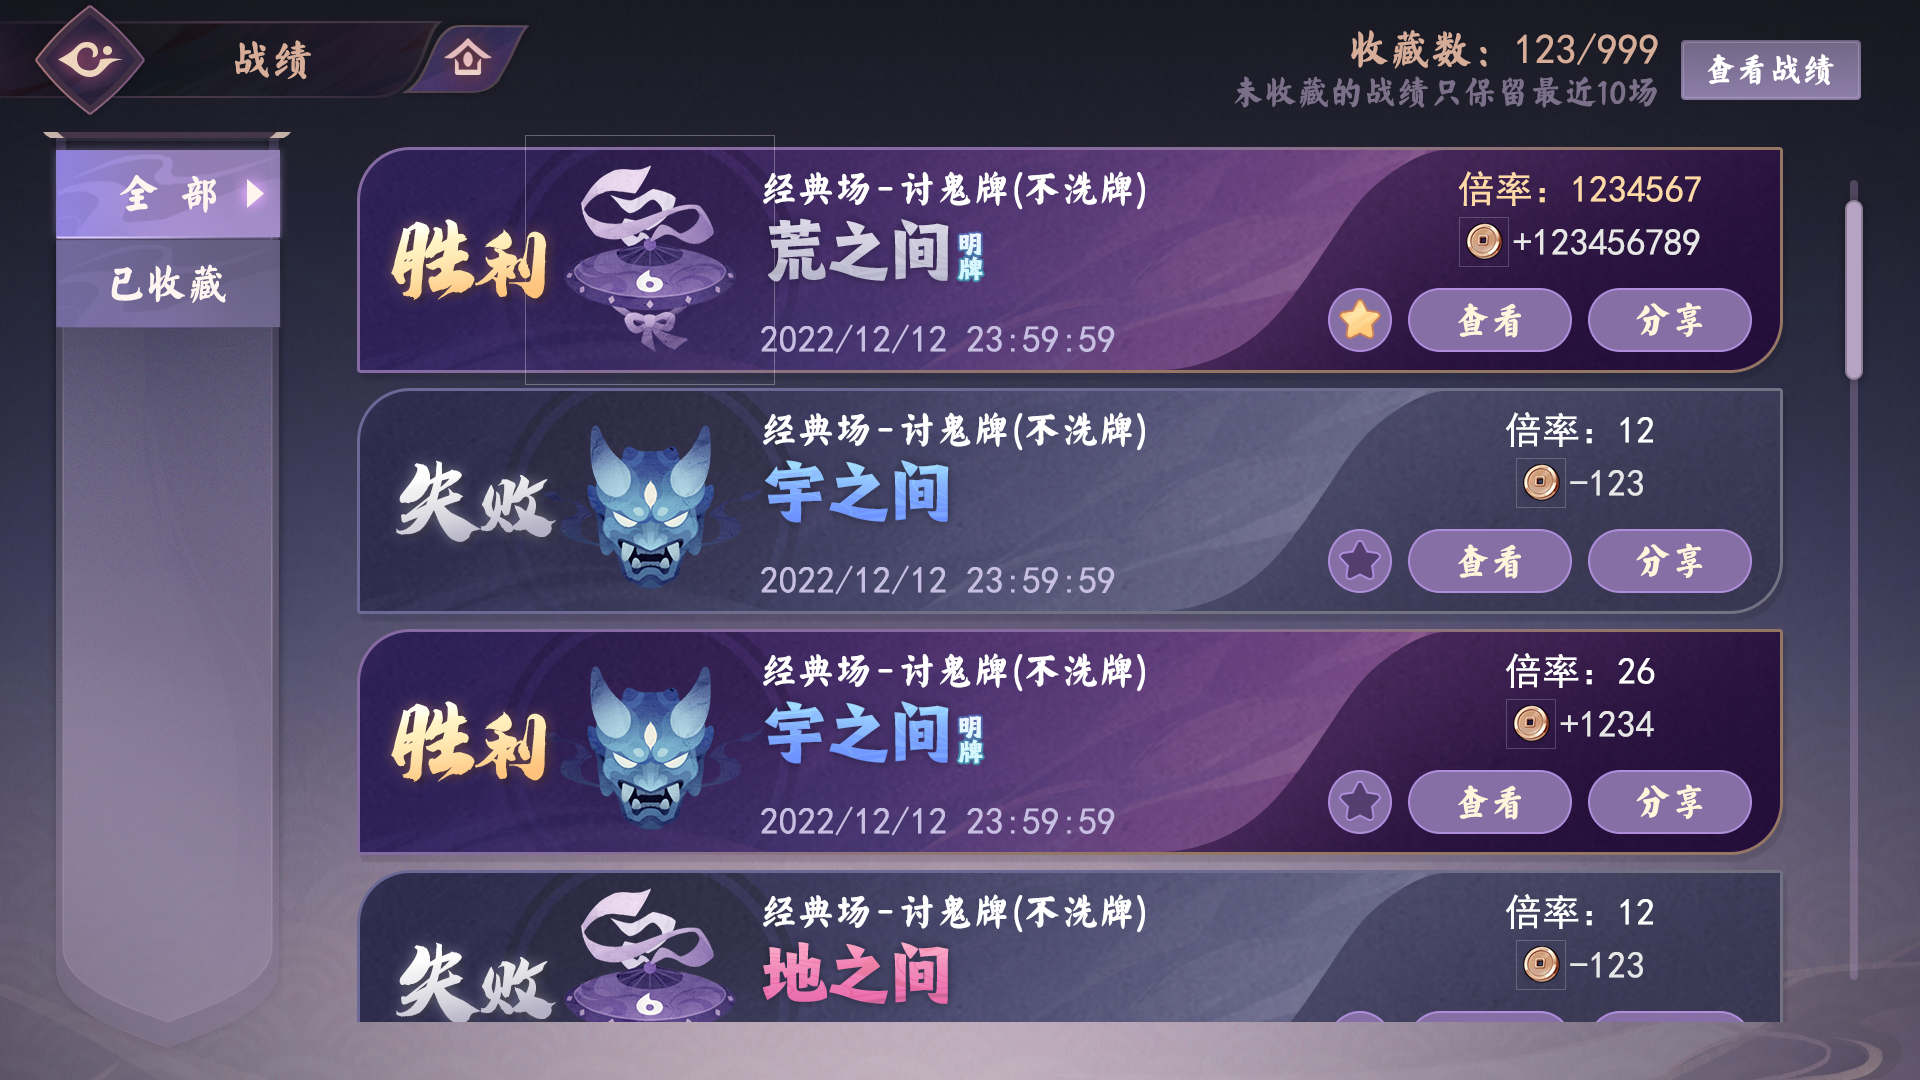 战绩
收藏数：123/999
未收藏的战绩只保留最近10场
查看战绩
全 部
已收藏
胜利
经典场-讨鬼牌(不洗牌)
荒之间 明牌
2022/12/12 23:59:59
倍率：1234567
+123456789
查看
分享
失败
经典场-讨鬼牌(不洗牌)
宇之间
2022/12/12 23:59:59
倍率：12
-123
查看
分享
胜利
经典场-讨鬼牌(不洗牌)
宇之间 明牌
2022/12/12 23:59:59
倍率：26
+1234
查看
分享
失败
经典场-讨鬼牌(不洗牌)
地之间
倍率：12
-123